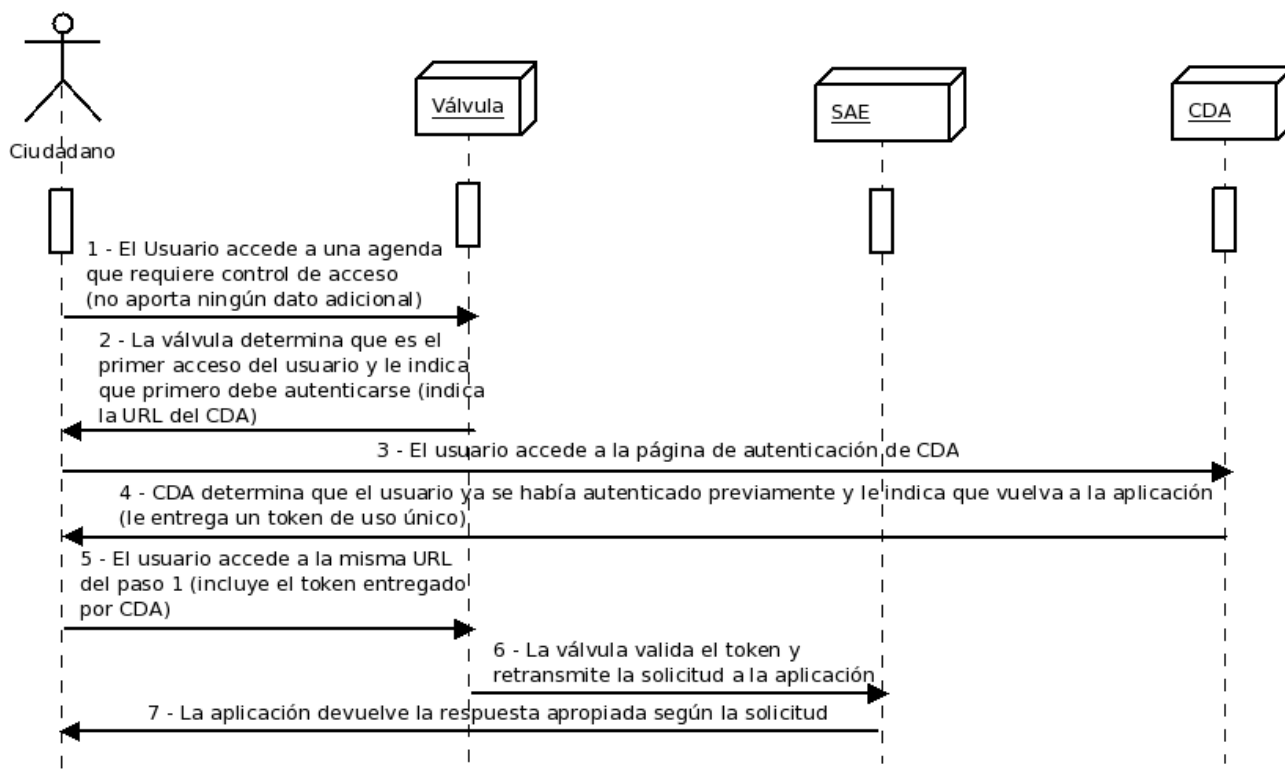 Ciudadano
Válvula
SAE
CDA
1 - El Usuario accede a una agenda
que requiere control de acceso
(no aporta ningún dato adicional)
2 - La válvula determina que es el
primer acceso del usuario y le indica
que primero debe autenticarse (indica
la URL del CDA)
3 - El usuario accede a la página de autenticación de CDA
4 - CDA determina que el usuario ya se había autenticado previamente y le indica que vuelva a la aplicación
(le entrega un token de uso único)
5 - El usuario accede a la misma URL
del paso 1 (incluye el token entregado
por CDA)
6 - La válvula valida el token y
retransmite la solicitud a la aplicación
7 - La aplicación devuelve la respuesta apropiada según la solicitud